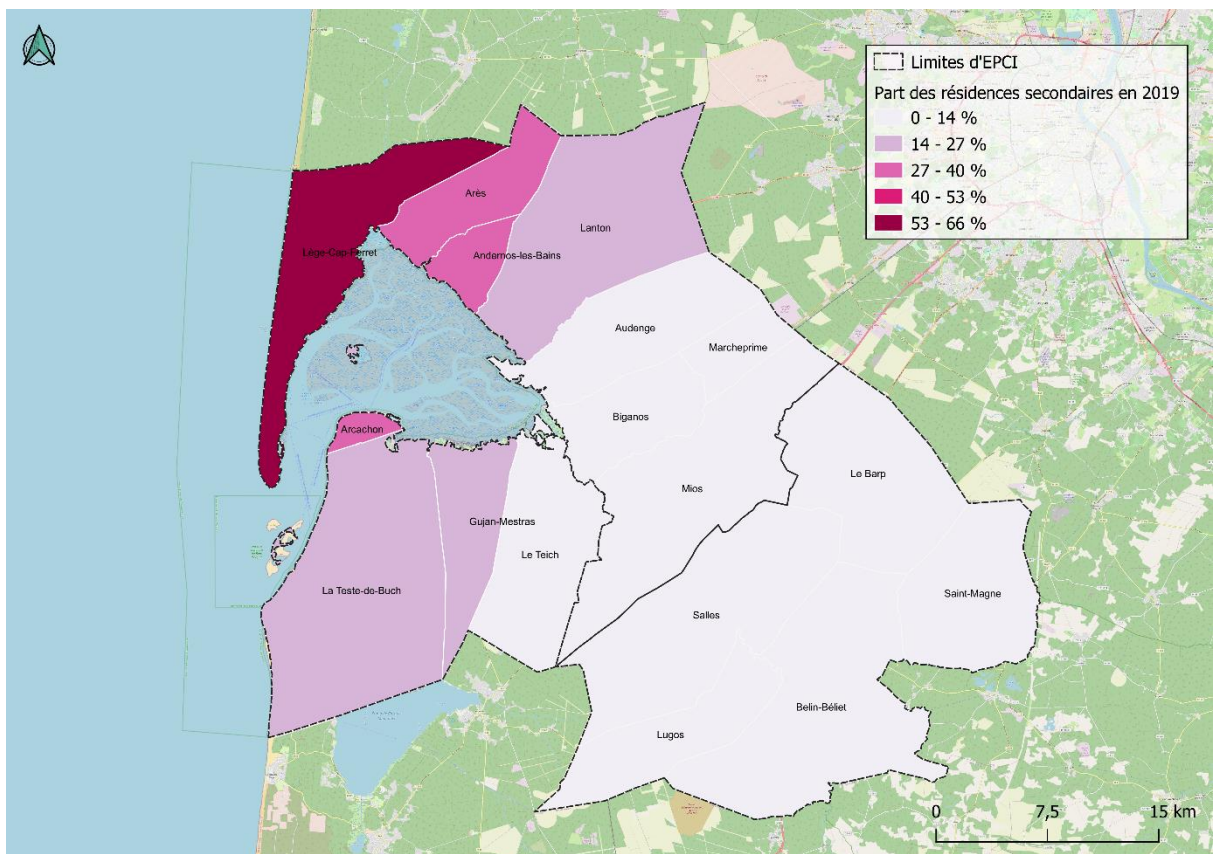 Limites d'EPCI
Part des résidences secondaires en 2019
0 - 14 %
14 - 27 %
27 - 40 %
40 - 53 %
53 - 66 %
Arès
Lanton
Lège-Cap-Ferret
Andernos-les-Bains
Audenge
Marcheprime
Biganos
Arcachon
Le Barp
Mios
Gujan-Mestras
Le Teich
La Teste-de-Buch
Saint-Magne
Salles
Belin-Béliet
Lugos
0 7,5 15 km